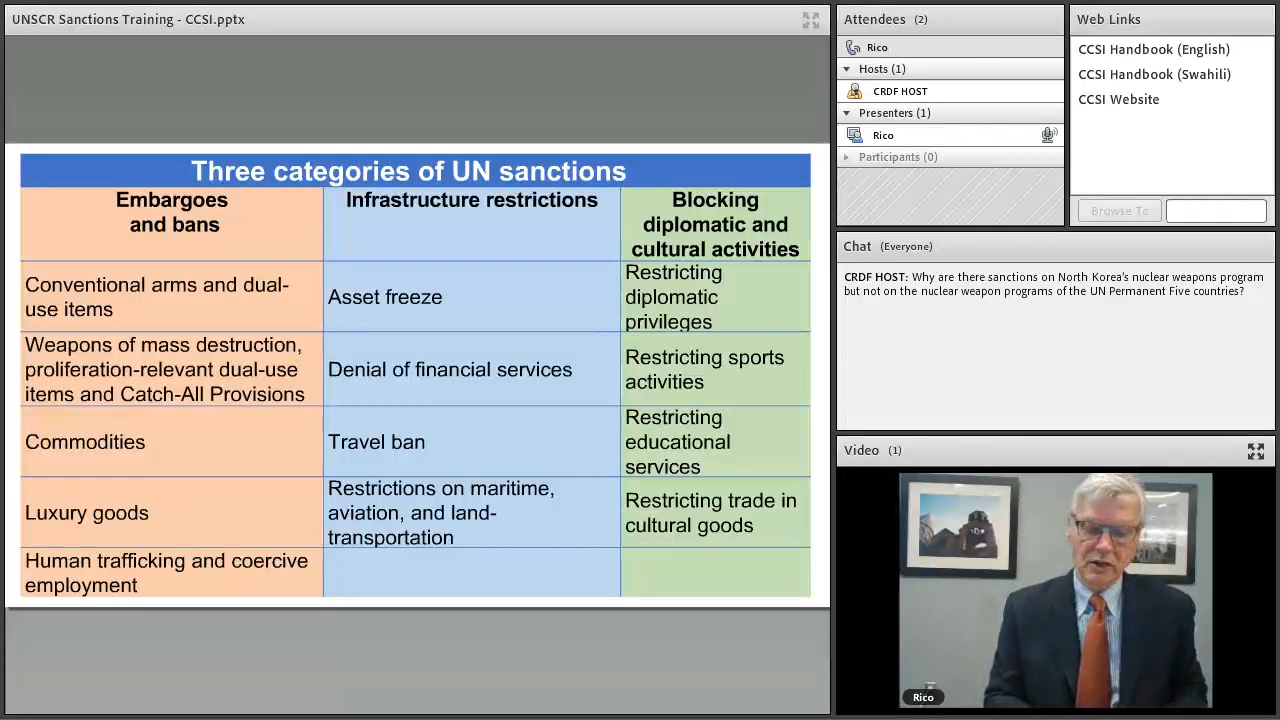 UNSCR Sanctions Training - CCSI.pptx
Three categories of UN sanctions
Embargoes
and bans
Infrastructure restrictions
Blocking
diplomatic and
cultural activities
Conventional arms and dual-
use items
Asset freeze
Restricting
diplomatic
privileges
Weapons of mass destruction,
proliferation-relevant dual-use
items and Catch-All Provisions
Denial of financial services
Restricting sports
activities
Commodities
Travel ban
Restricting
educational
services
Luxury goods
Restrictions on maritime,
aviation, and land-
transportation
Restricting trade in
cultural goods
Human trafficking and coercive
employment
Attendees (2)
Rico
Hosts (1)
CRDF HOST
Presenters (1)
Rico
Participants (0)
Web Links
CCSI Handbook (English)
CCSI Handbook (Swahili)
CCSI Website
Browse To
Chat (Everyone)
CRDF HOST: Why are there sanctions on North Korea's nuclear weapons program
but not on the nuclear weapon programs of the UN Permanent Five countries?
Video (1)
Rico